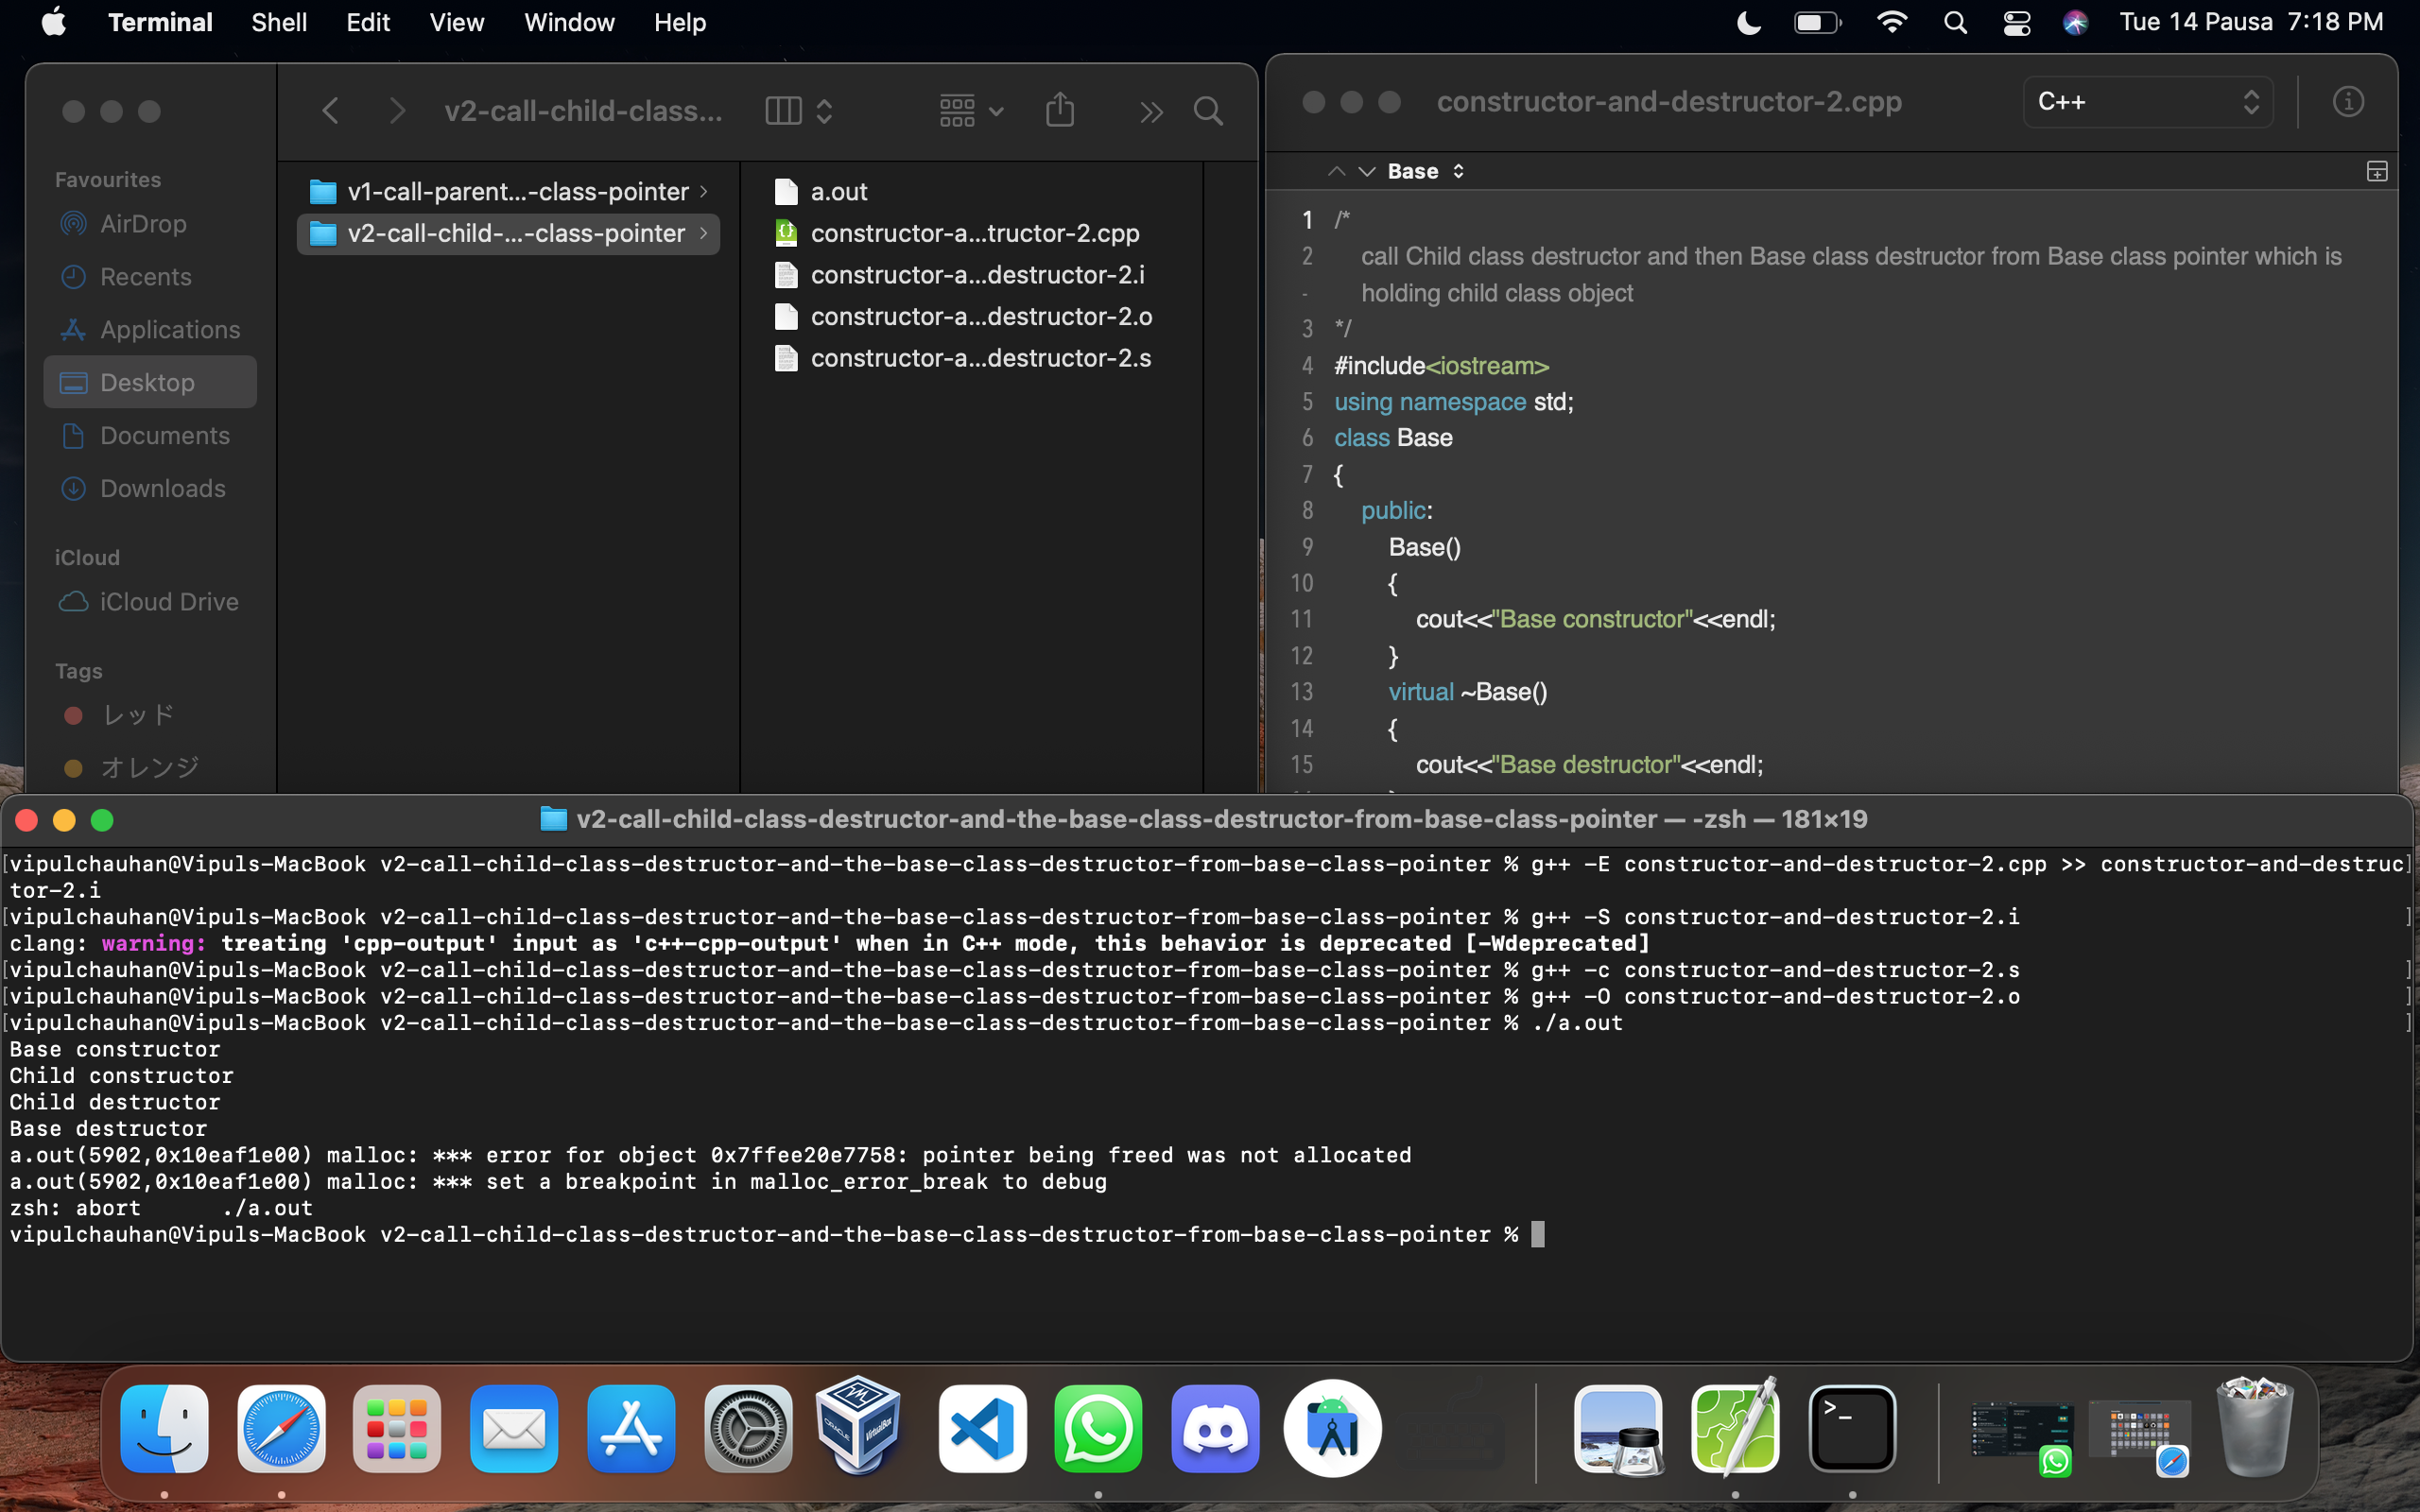 Terminal Shell Edit View Window Help Tue 14 Pausa 7:18 PM
v2-call-child-class...
Favourites
AirDrop
Recents
Applications
Desktop
Documents
Downloads
iCloud
iCloud Drive
Tags
レッド
オレンジ
v1-call-parent...-class-pointer
v2-call-child-...-class-pointer
a.out
constructor-a...tructor-2.cpp
constructor-a...destructor-2.i
constructor-a...destructor-2.o
constructor-a...destructor-2.s
constructor-and-destructor-2.cpp C++
Base
1 /*
2 call Child class destructor and then Base class destructor from Base class pointer which is
- holding child class object
3 */
4 #include<iostream>
5 using namespace std;
6 class Base
7 {
8 public:
9 Base()
10 {
11 cout<<"Base constructor"<<endl;
12 }
13 virtual ~Base()
14 {
15 cout<<"Base destructor"<<endl;
v2-call-child-class-destructor-and-the-base-class-destructor-from-base-class-pointer — -zsh — 181×19
[vipulchauhan@Vipuls-MacBook v2-call-child-class-destructor-and-the-base-class-destructor-from-base-class-pointer % g++ -E constructor-and-destructor-2.cpp >> constructor-and-destruc]
tor-2.i
[vipulchauhan@Vipuls-MacBook v2-call-child-class-destructor-and-the-base-class-destructor-from-base-class-pointer % g++ -S constructor-and-destructor-2.i ]
clang: warning: treating 'cpp-output' input as 'c++-cpp-output' when in C++ mode, this behavior is deprecated [-Wdeprecated]
[vipulchauhan@Vipuls-MacBook v2-call-child-class-destructor-and-the-base-class-destructor-from-base-class-pointer % g++ -c constructor-and-destructor-2.s ]
[vipulchauhan@Vipuls-MacBook v2-call-child-class-destructor-and-the-base-class-destructor-from-base-class-pointer % g++ -O constructor-and-destructor-2.o ]
[vipulchauhan@Vipuls-MacBook v2-call-child-class-destructor-and-the-base-class-destructor-from-base-class-pointer % ./a.out ]
Base constructor
Child constructor
Child destructor
Base destructor
a.out(5902,0x10eaf1e00) malloc: *** error for object 0x7ffee20e7758: pointer being freed was not allocated
a.out(5902,0x10eaf1e00) malloc: *** set a breakpoint in malloc_error_break to debug
zsh: abort ./a.out
vipulchauhan@Vipuls-MacBook v2-call-child-class-destructor-and-the-base-class-destructor-from-base-class-pointer %